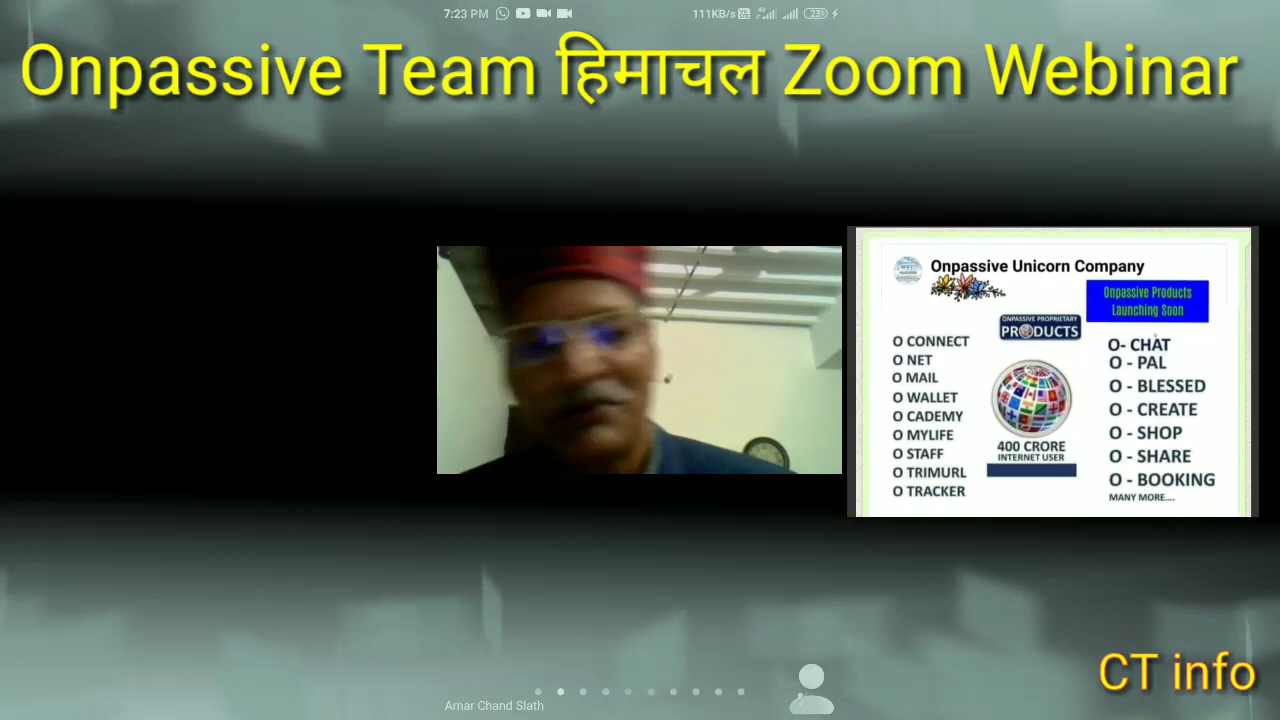 7:23 PM
111KB/s 4G 23
Onpassive Team हिमाचल Zoom Webinar
Onpassive Unicorn Company
Onpassive Products
Launching Soon
ONPASSIVE PROPRIETARY
PRODUCTS
O CONNECT
O NET
O MAIL
O WALLET
O CADEMY
O MYLIFE
O STAFF
O TRIMURL
O TRACKER
400 CRORE
INTERNET USER
O- CHAT
O - PAL
O - BLESSED
O - CREATE
O - SHOP
O - SHARE
O - BOOKING
MANY MORE....
CT info
Amar Chand Slath